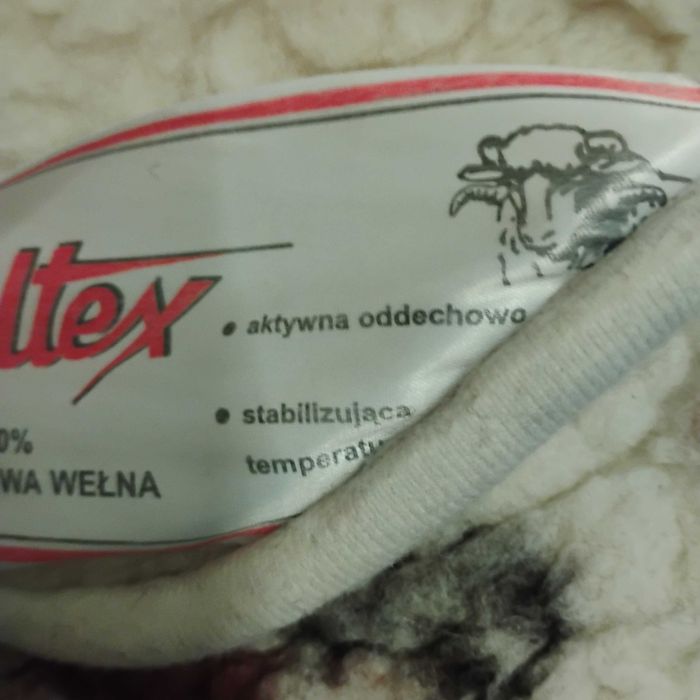 ltex
• aktywna oddechowo
• stabilizująca
temperatu
0%
WA WEŁNA